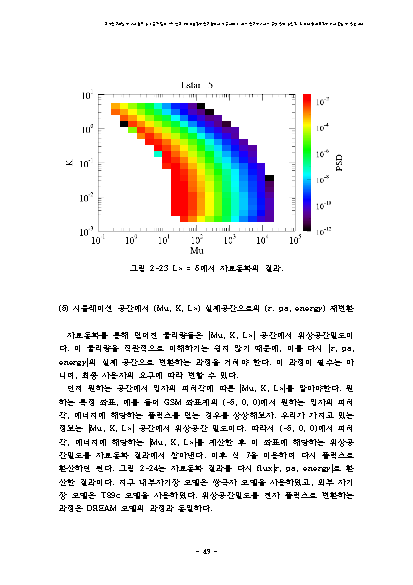 Lstar 5
K
PSD
Mu
10^1
10^0
10^-1
10^-2
10^-3
10^-1
10^0
10^1
10^2
10^3
10^4
10^5
10^-2
10^-4
10^-6
10^-8
10^-10
10^-12
그림 2-23 L* = 5에서 자료동화의 결과.
(6) 시뮬레이션 공간에서 (Mu, K, L*) 실제공간으로의 (r, pa, energy) 재변환
자료동화를 통해 얻어진 물리량들은 [Mu, K, L*] 공간에서 위상공간밀도이
다. 이 물리량을 직관적으로 이해하기는 쉽지 않기 때문에, 이를 다시 [r, pa,
energy]의 실제 공간으로 변환하는 과정을 거쳐야 한다. 이 과정이 필수는 아
니며, 최종 사용자의 요구에 따라 변할 수 있다.
먼저 원하는 공간에서 입자의 피치각에 따른 [Mu, K, L*]를 알아야한다. 원
하는 특정 좌표, 예를 들어 GSM 좌표계의 (-6, 0, 0)에서 원하는 입자의 피치
각, 에너지에 해당하는 플럭스를 얻는 경우를 상상해보자. 우리가 가지고 있는
정보는 [Mu, K, L*] 공간에서 위상공간 밀도이다. 따라서 (-6, 0, 0)에서 피치
각, 에너지에 해당하는 [Mu, K, L*]를 계산한 후 이 좌표에 해당하는 위상공
간밀도를 자료동화 결과에서 찾아낸다. 이후 식 7을 이용하여 다시 플럭스로
환산하면 된다. 그림 2-24는 자료동화 결과를 다시 flux[r, pa, energy]로 환
산한 결과이다. 지구 내부자기장 모델은 쌍극자 모델을 사용하였고, 외부 자기
장 모델은 T89c 모델을 사용하였다. 위상공간밀도를 전자 플럭스로 변환하는
과정은 DREAM 모델의 과정과 동일하다.
- 49 -